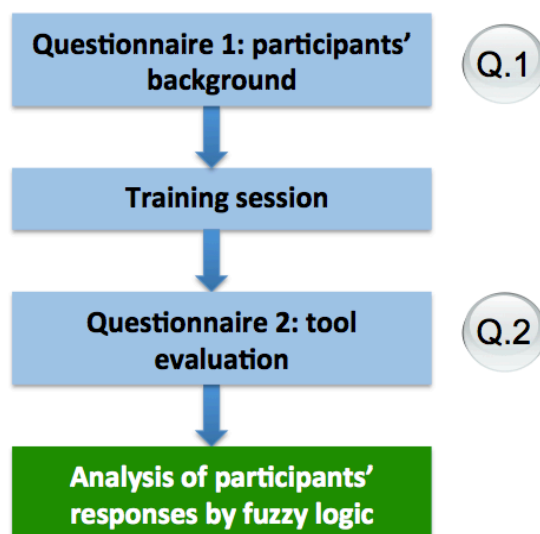 Questionnaire 1: participants’
background
Q.1
Training session
Questionnaire 2: tool
evaluation
Q.2
Analysis of participants’
responses by fuzzy logic